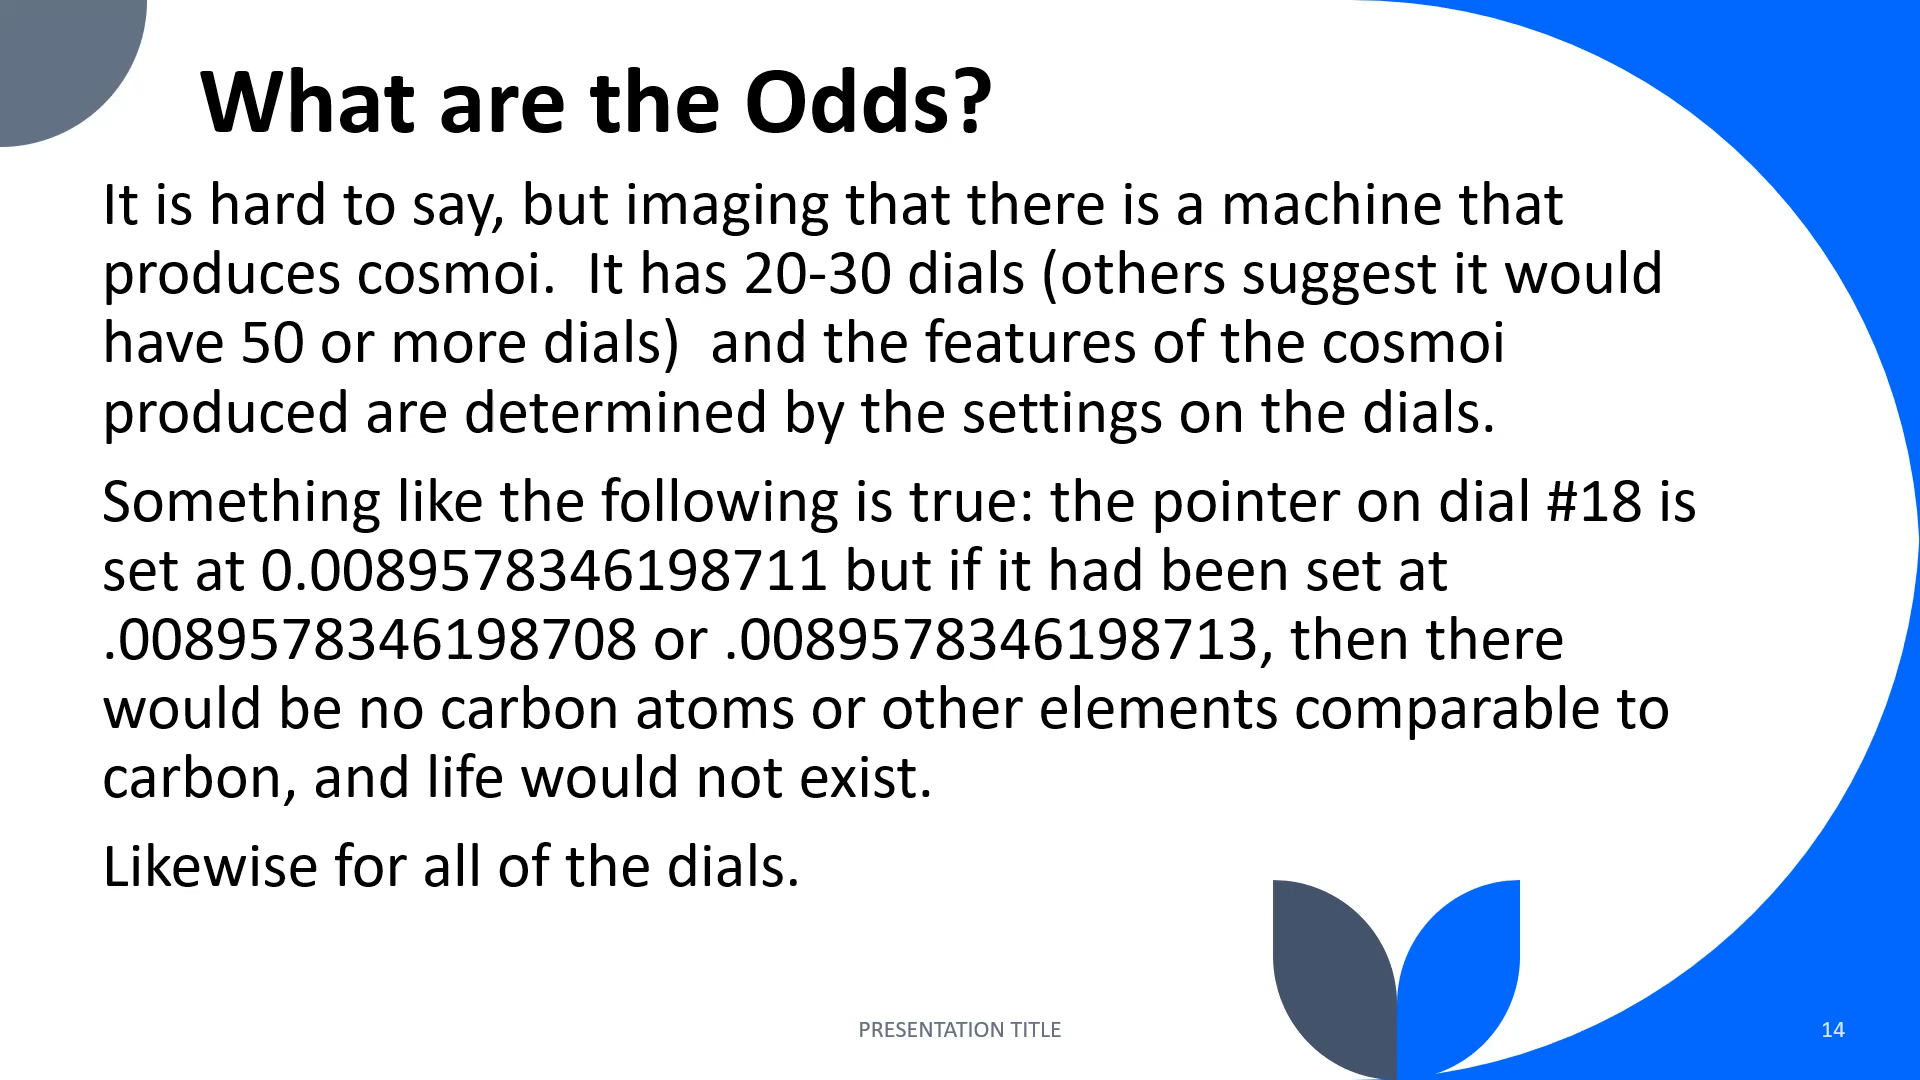 What are the Odds?
It is hard to say, but imaging that there is a machine that
produces cosmoi.  It has 20-30 dials (others suggest it would
have 50 or more dials)  and the features of the cosmoi
produced are determined by the settings on the dials.
Something like the following is true: the pointer on dial #18 is
set at 0.0089578346198711 but if it had been set at
.0089578346198708 or .0089578346198713, then there
would be no carbon atoms or other elements comparable to
carbon, and life would not exist.
Likewise for all of the dials.
PRESENTATION TITLE
14